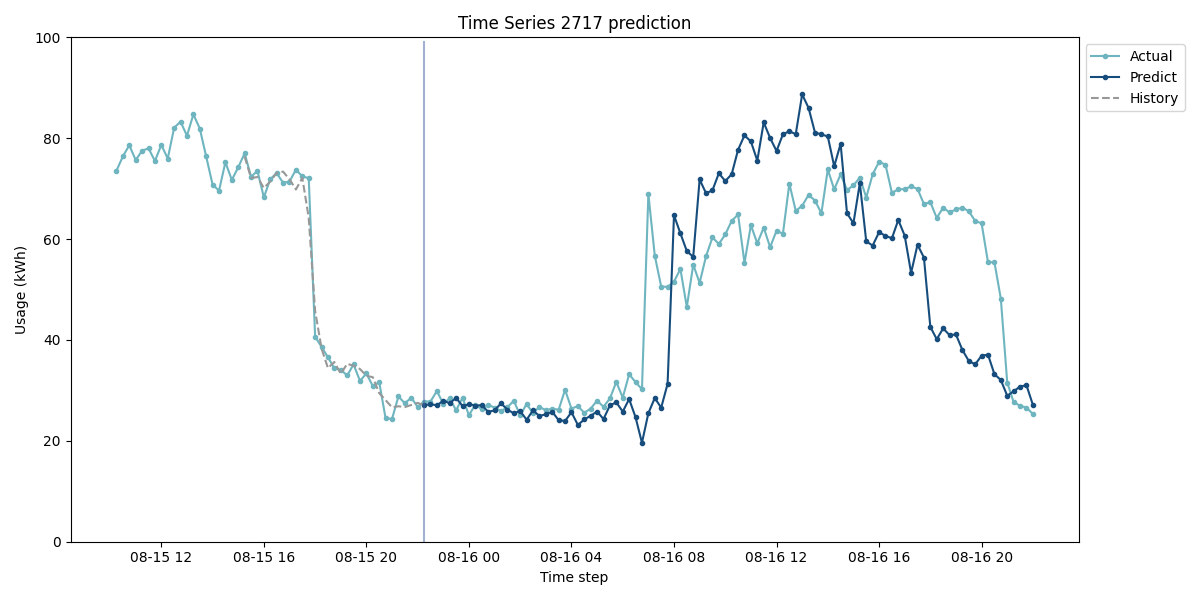 Time Series 2717 prediction
Actual
Predict
History
Usage (kWh)
100
80
60
40
20
0
08-15 12
08-15 16
08-15 20
08-16 00
08-16 04
08-16 08
08-16 12
08-16 16
08-16 20
Time step